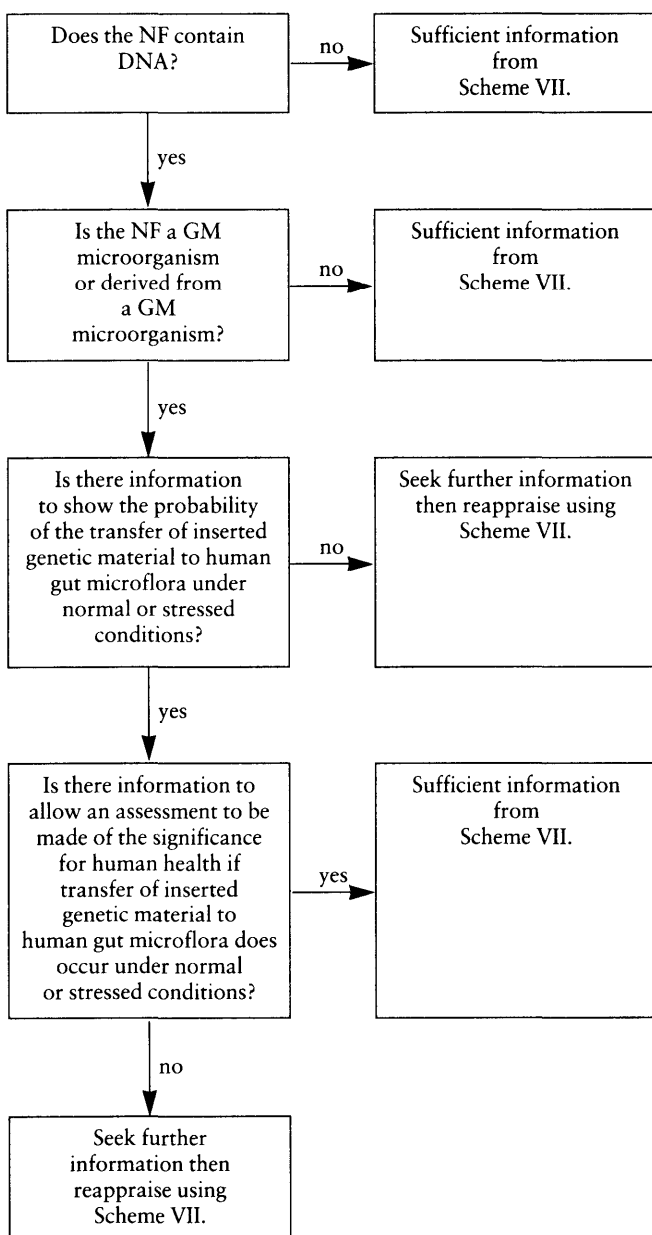 Does the NF contain
DNA?
no
Sufficient information
from
Scheme VII.
yes
Is the NF a GM
microorganism
or derived from
a GM
microorganism?
no
Sufficient information
from
Scheme VII.
yes
Is there information
to show the probability
of the transfer of inserted
genetic material to human
gut microflora under
normal or stressed
conditions?
no
Seek further information
then reappraise using
Scheme VII.
yes
Is there information to
allow an assessment to be
made of the significance
for human health if
transfer of inserted
genetic material to
human gut microflora does
occur under normal
or stressed conditions?
yes
Sufficient information
from
Scheme VII.
no
Seek further
information then
reappraise using
Scheme VII.